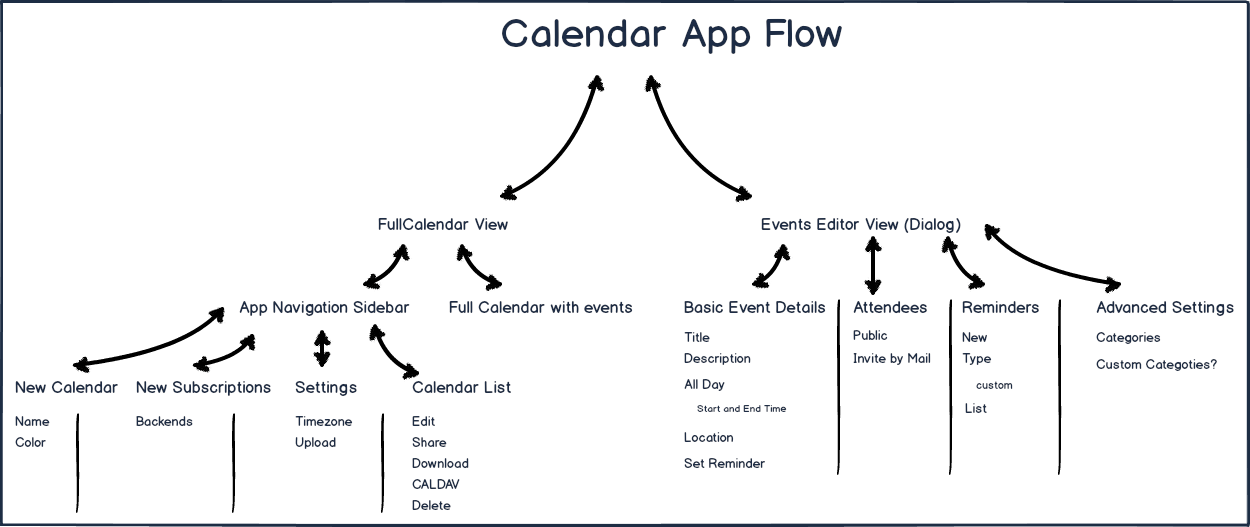 Calendar App Flow
FullCalendar View
Events Editor View (Dialog)
App Navigation Sidebar
Full Calendar with events
New Calendar
Name
Color
New Subscriptions
Backends
Settings
Timezone
Upload
Calendar List
Edit
Share
Download
CALDAV
Delete
Basic Event Details
Title
Description
All Day
Start and End Time
Location
Set Reminder
Attendees
Public
Invite by Mail
Reminders
New
Type
custom
List
Advanced Settings
Categories
Custom Categoties?